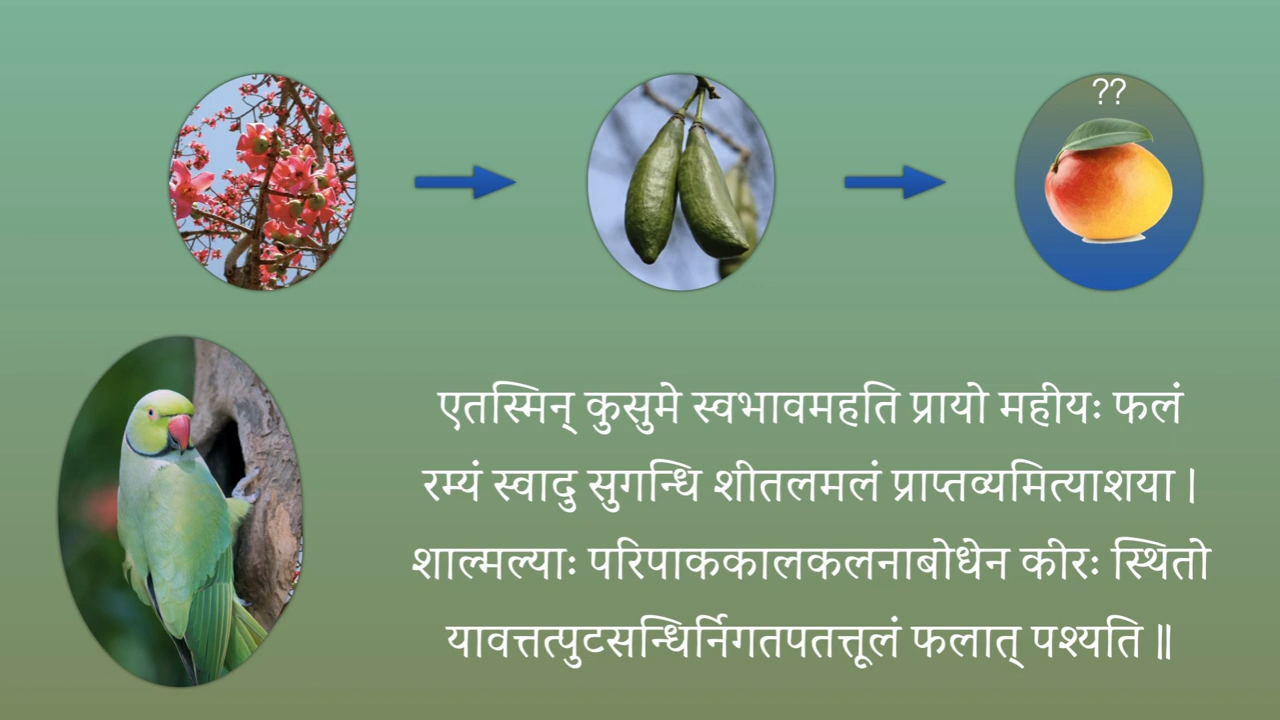 ??
एतस्मिन् कुसुमे स्वभावमहति प्रायो महीयः फलं
रम्यं स्वादु सुगन्धि शीतलमलं प्राप्तव्यमित्याशया ।
शाल्मल्याः परिपाककालकलनाबोधेन कीरः स्थितो
यावत्तत्पुटसन्धिर्निगतपतत्तूलं फलात् पश्यति ॥